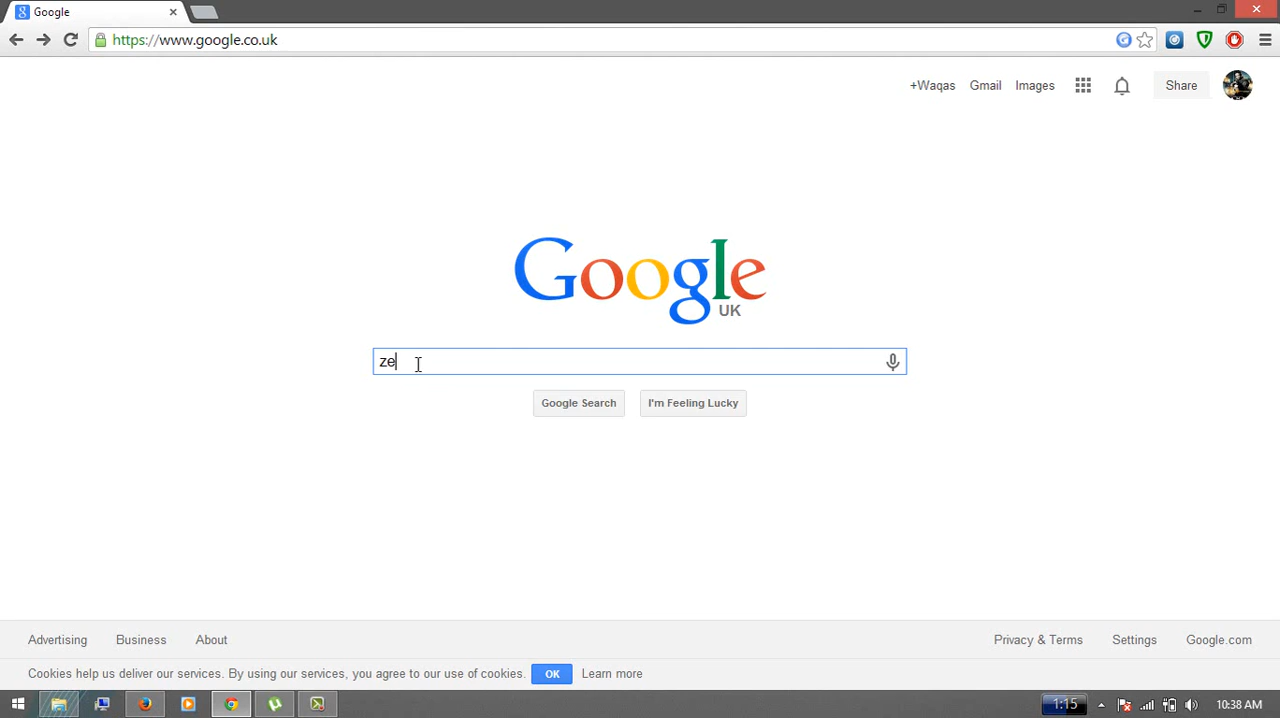 Google
https://www.google.co.uk
+Waqas Gmail Images Share
Google
UK
ze
Google Search I'm Feeling Lucky
Advertising Business About Privacy & Terms Settings Google.com
Cookies help us deliver our services. By using our services, you agree to our use of cookies. OK Learn more
1:15 10:38 AM